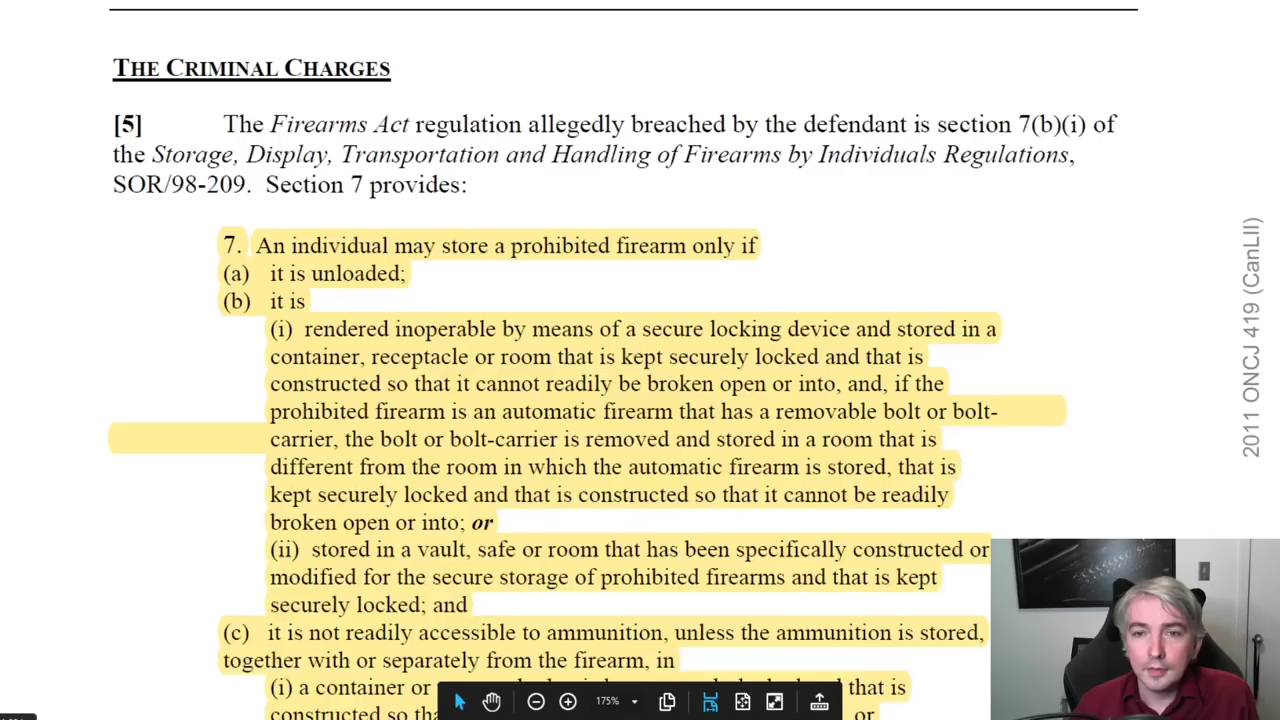 THE CRIMINAL CHARGES
[5] The Firearms Act regulation allegedly breached by the defendant is section 7(b)(i) of
the Storage, Display, Transportation and Handling of Firearms by Individuals Regulations,
SOR/98-209. Section 7 provides:
7. An individual may store a prohibited firearm only if
(a) it is unloaded;
(b) it is
(i) rendered inoperable by means of a secure locking device and stored in a
container, receptacle or room that is kept securely locked and that is
constructed so that it cannot readily be broken open or into, and, if the
prohibited firearm is an automatic firearm that has a removable bolt or bolt-
carrier, the bolt or bolt-carrier is removed and stored in a room that is
different from the room in which the automatic firearm is stored, that is
kept securely locked and that is constructed so that it cannot be readily
broken open or into; or
(ii) stored in a vault, safe or room that has been specifically constructed or
modified for the secure storage of prohibited firearms and that is kept
securely locked; and
(c) it is not readily accessible to ammunition, unless the ammunition is stored,
together with or separately from the firearm, in
(i) a container or that is
constructed so or
2011 ONCJ 419 (CanLII)
175%